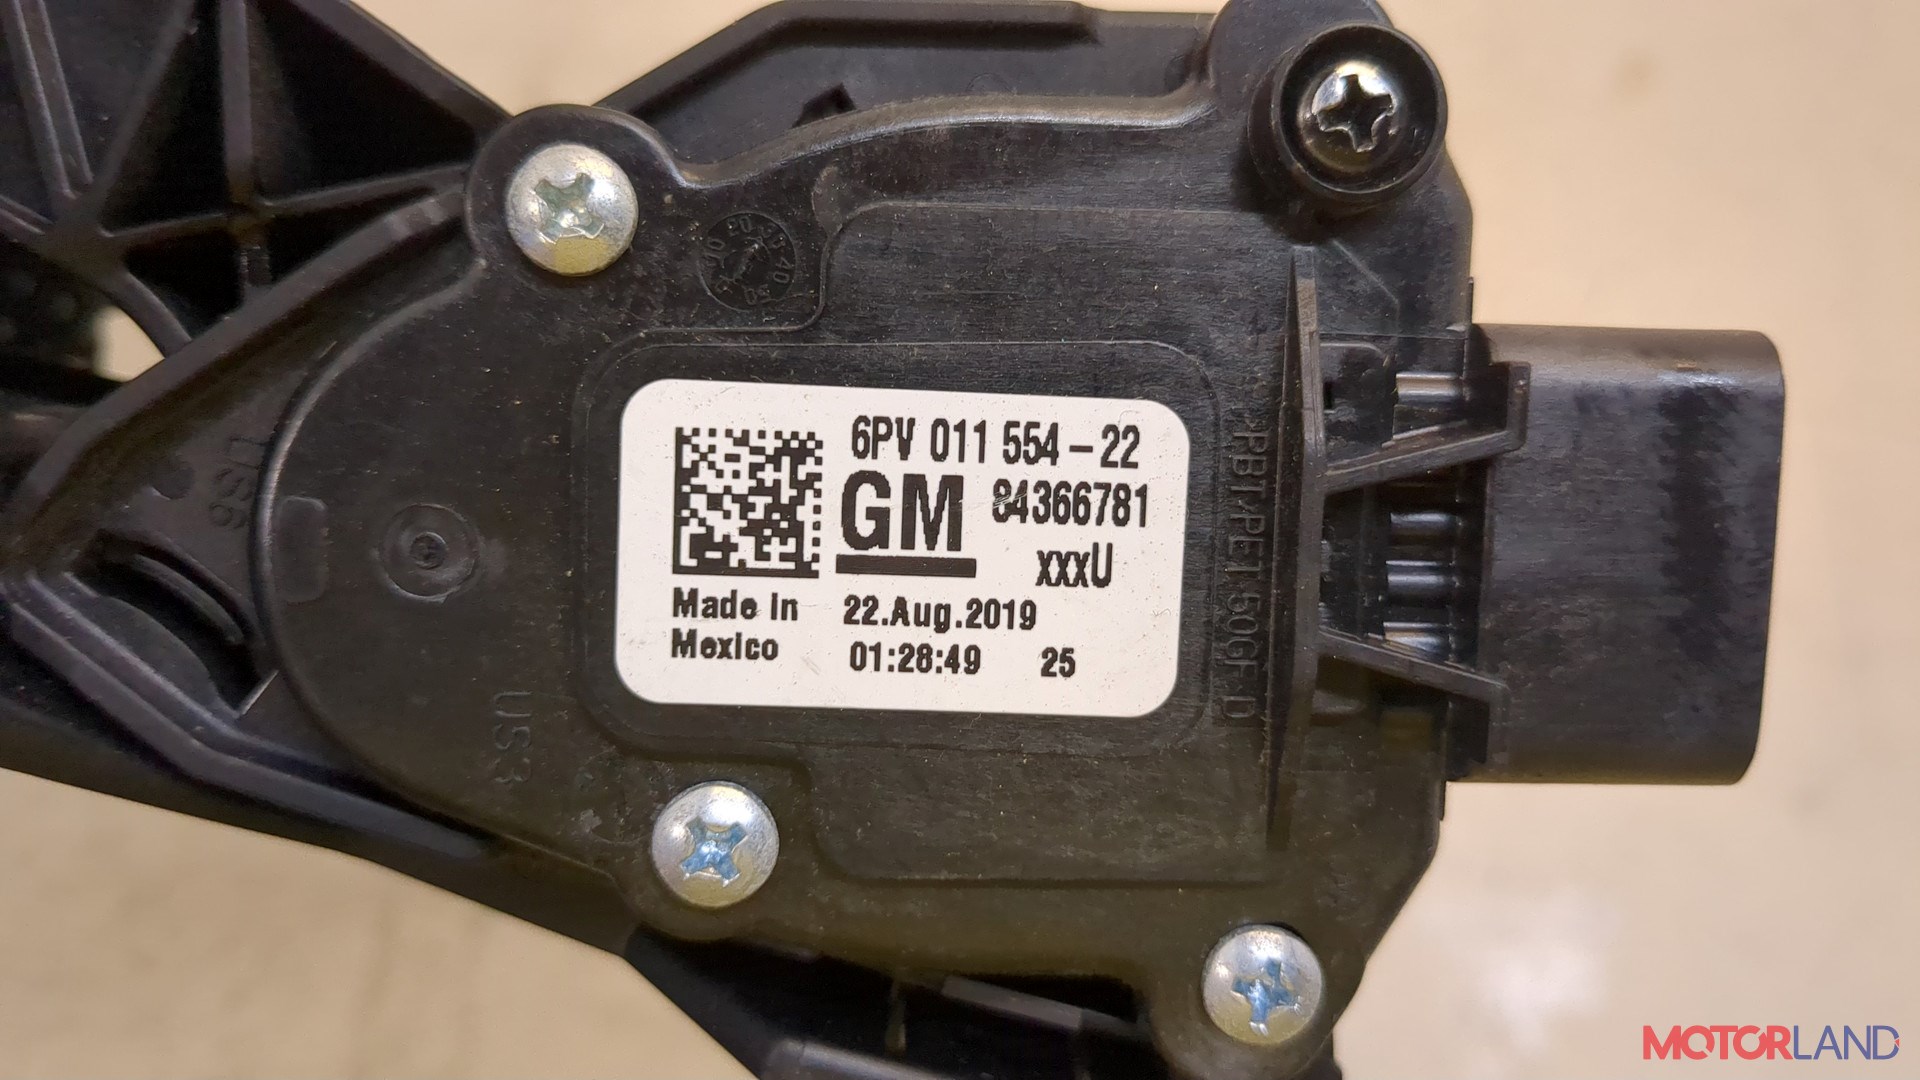 6PV 011 554-22
GM 84366781
xxxU
Made in Mexico
22.Aug.2019
01:28:49 25
US6
US3
>PBT-PET-50GF-D
MOTORLAND